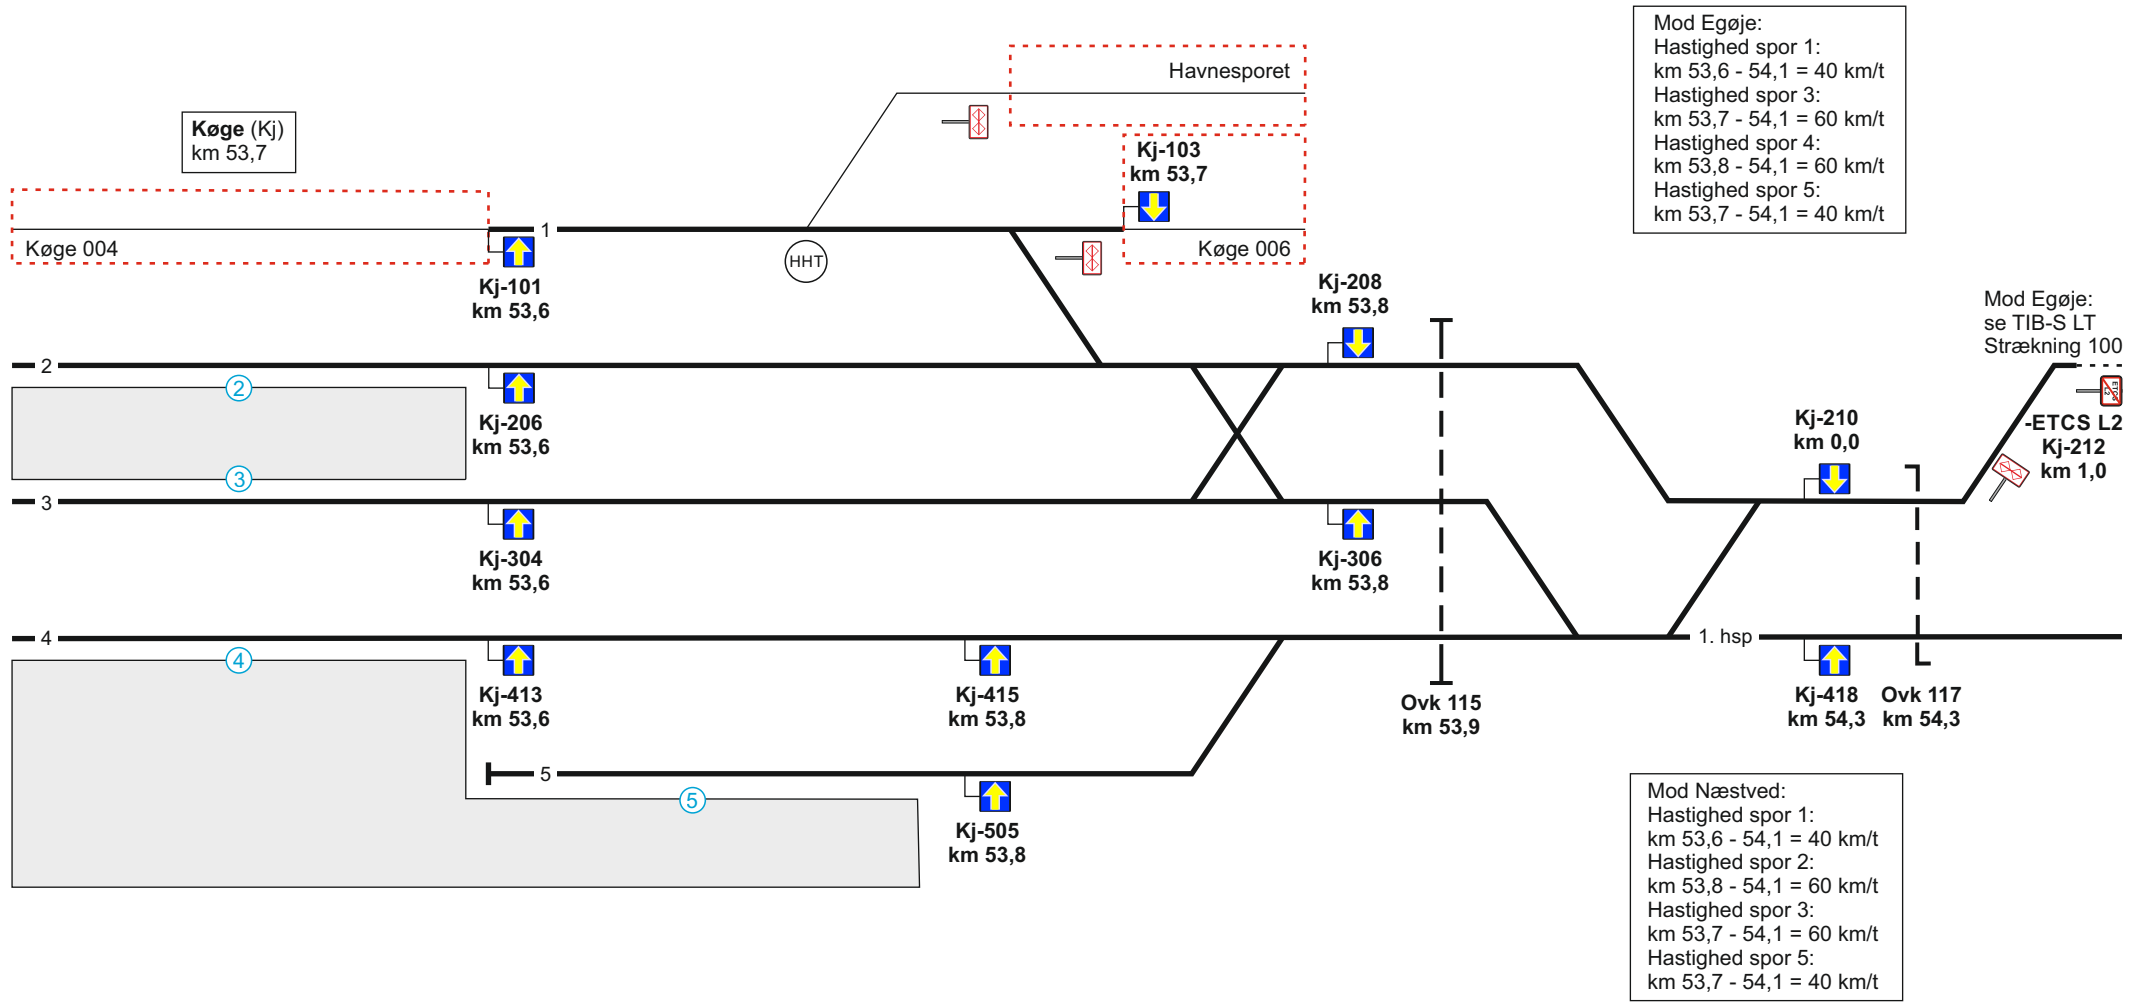 Mod Egøje:
Hastighed spor 1:
km 53,6 - 54,1 = 40 km/t
Hastighed spor 3:
km 53,7 - 54,1 = 60 km/t
Hastighed spor 4:
km 53,8 - 54,1 = 60 km/t
Hastighed spor 5:
km 53,7 - 54,1 = 40 km/t
Havnesporet
Køge (Kj)
km 53,7
Kj-103
km 53,7
1
Køge 004
Køge 006
HHT
Kj-101
km 53,6
Kj-208
km 53,8
Mod Egøje:
se TIB-S LT
Strækning 100
2
2
ETCS L2
Kj-206
km 53,6
Kj-210
km 0,0
-ETCS L2
Kj-212
km 1,0
3
3
Kj-304
km 53,6
Kj-306
km 53,8
4
1. hsp
4
Kj-413
km 53,6
Kj-415
km 53,8
Ovk 115
km 53,9
Kj-418
km 54,3
Ovk 117
km 54,3
5
5
Kj-505
km 53,8
Mod Næstved:
Hastighed spor 1:
km 53,6 - 54,1 = 40 km/t
Hastighed spor 2:
km 53,8 - 54,1 = 60 km/t
Hastighed spor 3:
km 53,7 - 54,1 = 60 km/t
Hastighed spor 5:
km 53,7 - 54,1 = 40 km/t